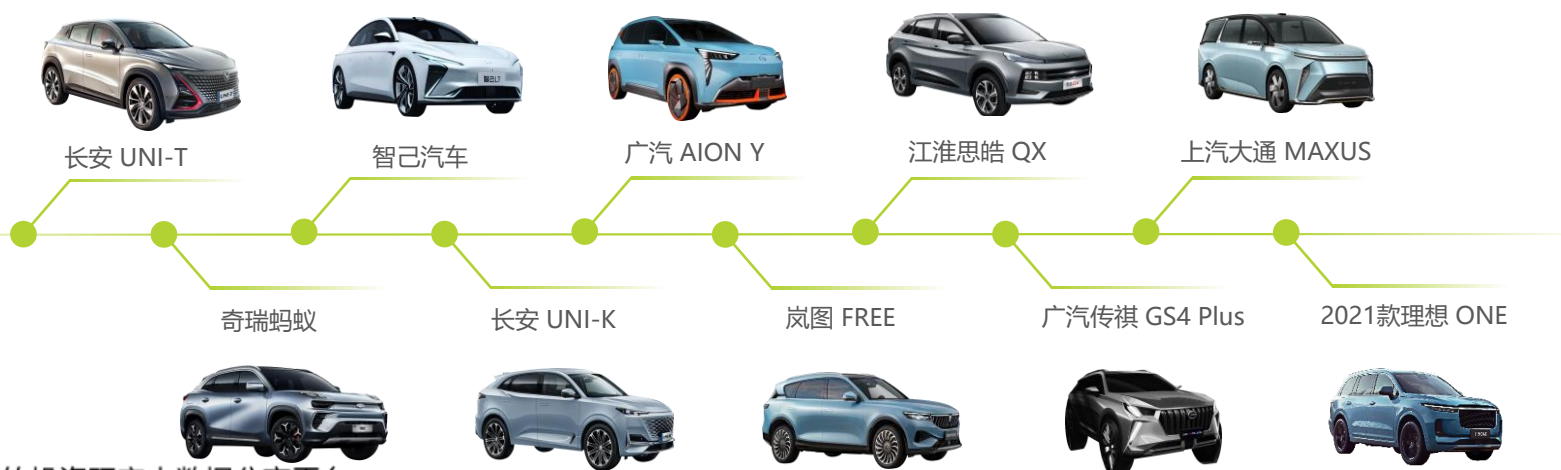 长安 UNI-T
智己汽车
广汽 AION Y
江淮思皓 QX
上汽大通 MAXUS
奇瑞蚂蚁
长安 UNI-K
岚图 FREE
广汽传祺 GS4 Plus
2021款理想 ONE